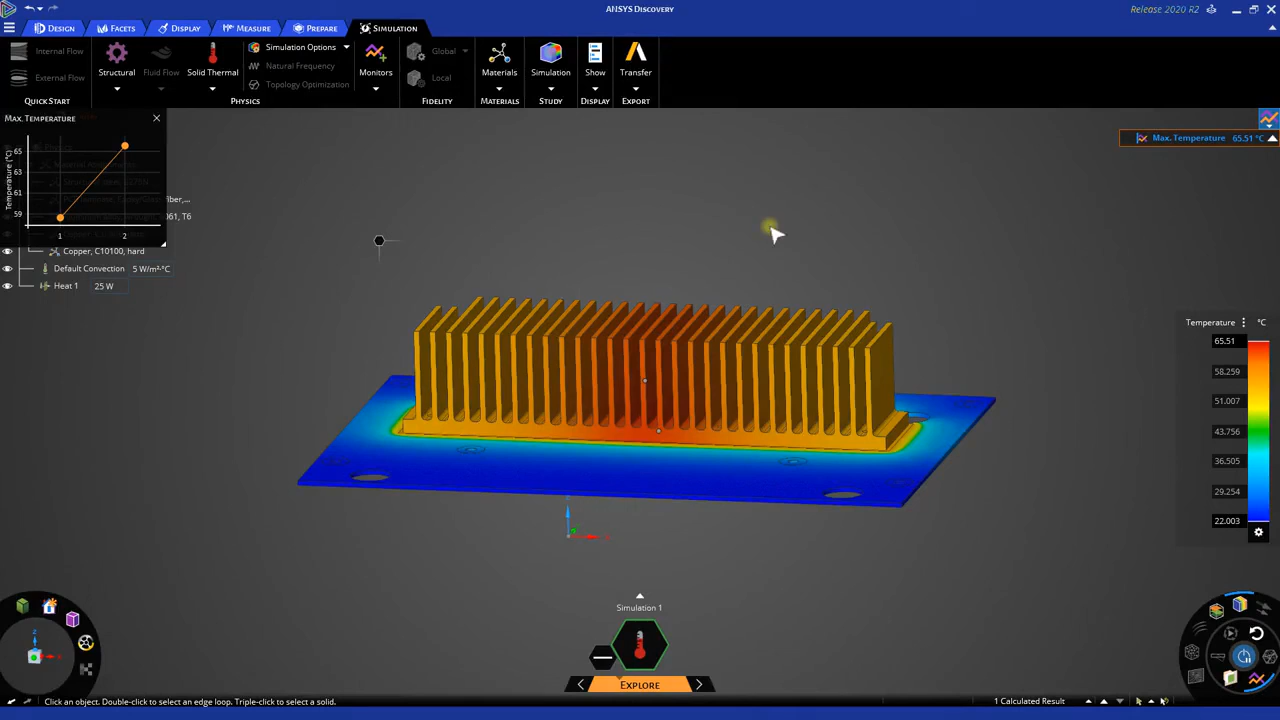 ANSYS Discovery
Release 2020 R2
Design
Facets
Display
Measure
Prepare
Simulation
Internal Flow
External Flow
Quick Start
Structural
Fluid Flow
Solid Thermal
Simulation Options
Natural Frequency
Topology Optimization
Physics
Monitors
Global
Local
Fidelity
Materials
Materials
Simulation
Study
Show
Display
Transfer
Export
Max. Temperature
Temperature (°C)
65
63
61
59
1
2
Fiber,...
061, T6
Copper, C10100, hard
Default Convection 5 W/m²·°C
Heat 1 25 W
Max. Temperature 65.51 °C
Temperature °C
65.51
58.259
51.007
43.756
36.505
29.254
22.003
Simulation 1
Explore
Click an object. Double-click to select an edge loop. Triple-click to select a solid.
1 Calculated Result